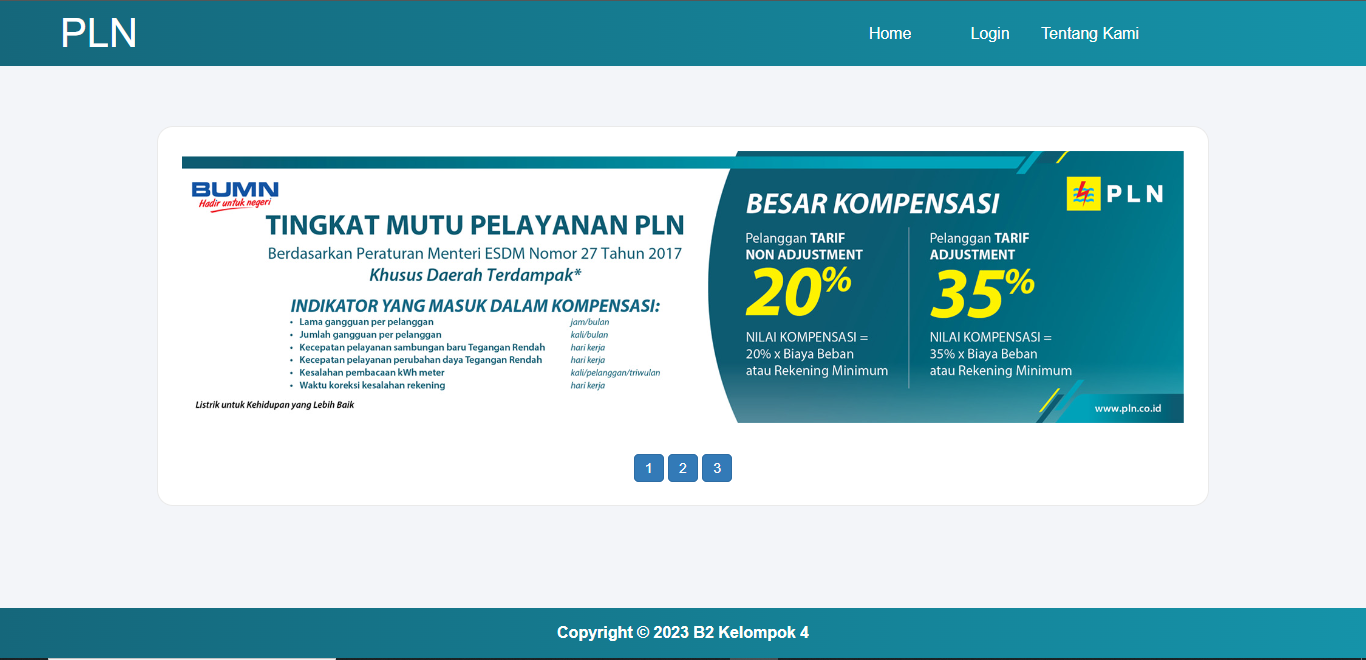 PLN
Home Login Tentang Kami
BUMN
Hadir untuk negeri
TINGKAT MUTU PELAYANAN PLN
Berdasarkan Peraturan Menteri ESDM Nomor 27 Tahun 2017
Khusus Daerah Terdampak*
INDIKATOR YANG MASUK DALAM KOMPENSASI:
• Lama gangguan per pelanggan jam/bulan
• Jumlah gangguan per pelanggan kali/bulan
• Kecepatan pelayanan sambungan baru Tegangan Rendah hari kerja
• Kecepatan pelayanan perubahan daya Tegangan Rendah hari kerja
• Kesalahan pembacaan kWh meter kali/pelanggan/triwulan
• Waktu koreksi kesalahan rekening hari kerja
Listrik untuk Kehidupan yang Lebih Baik
BESAR KOMPENSASI
PLN
Pelanggan TARIF
NON ADJUSTMENT
20%
NILAI KOMPENSASI =
20% x Biaya Beban
atau Rekening Minimum
Pelanggan TARIF
ADJUSTMENT
35%
NILAI KOMPENSASI =
35% x Biaya Beban
atau Rekening Minimum
www.pln.co.id
1 2 3
Copyright © 2023 B2 Kelompok 4